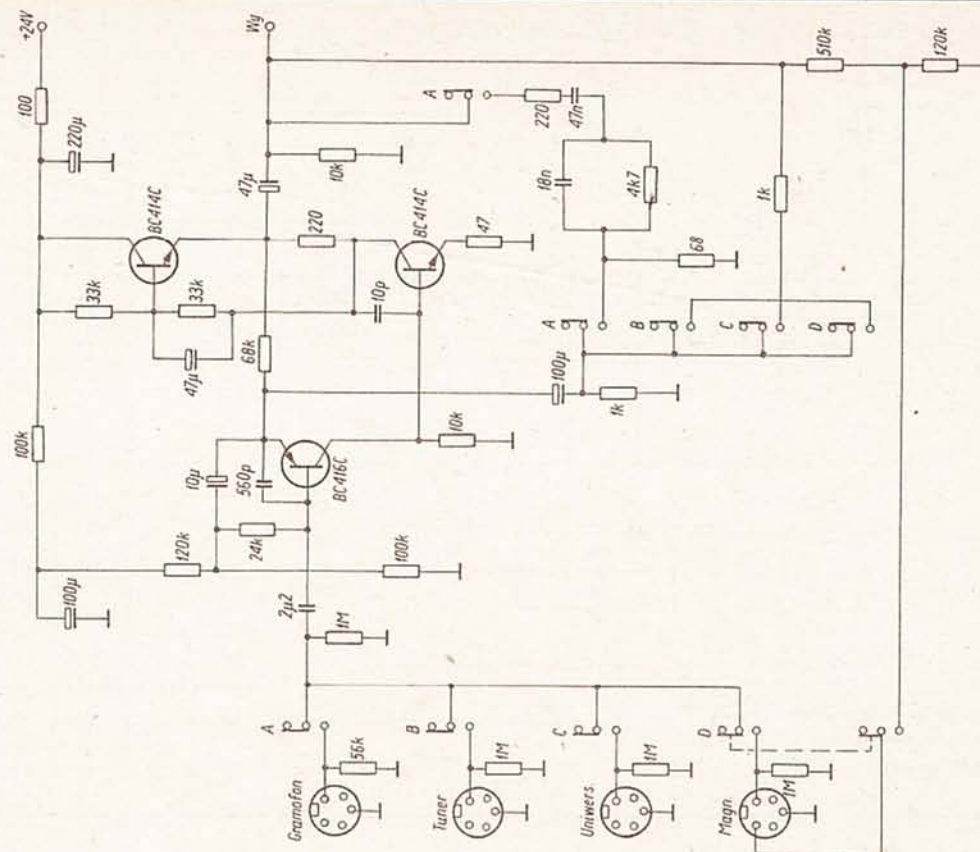 +24V
Wy
100
220μ
47μ
10k
A
220
47n
18n
4k7
1k
510k
120k
BC414C
220
BC414C
47
68
33k
33k
10p
47μ
68k
A
B
C
D
100μ
1k
100k
10μ
560p
BC416C
10k
120k
24k
100k
100μ
2μ2
1M
A
B
C
D
56k
1M
1M
1M
Gramofon
Tuner
Uniwers.
Magn.